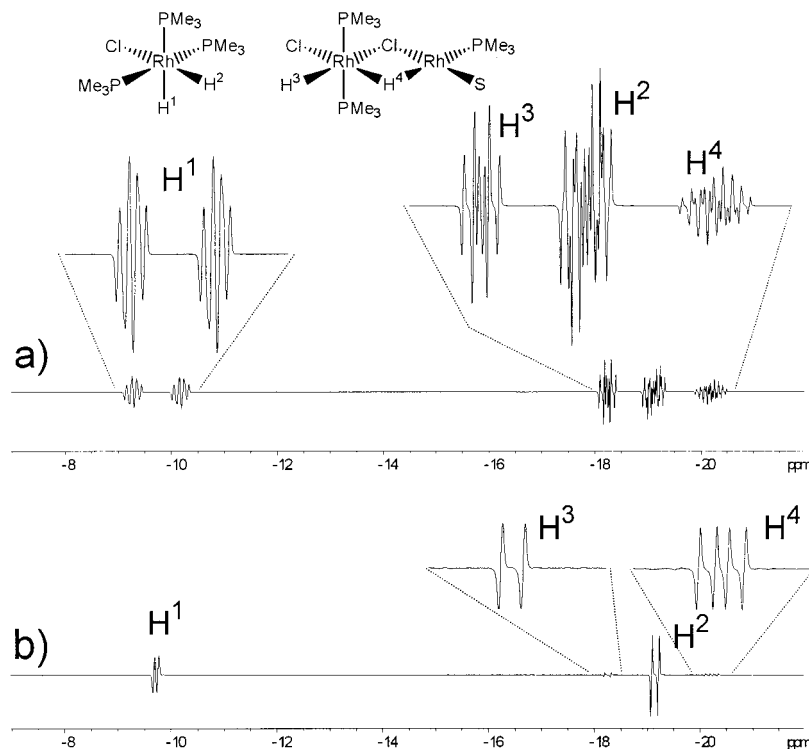 PMe₃
Cl Rh PMe₃
Me₃P H²
H¹
PMe₃
Cl Rh Cl Rh PMe₃
H³ H⁴ S
PMe₃
H¹
H³
H²
H⁴
a)
-8 -10 -12 -14 -16 -18 -20 ppm
b)
H¹
H³
H⁴
H²
-8 -10 -12 -14 -16 -18 -20 ppm